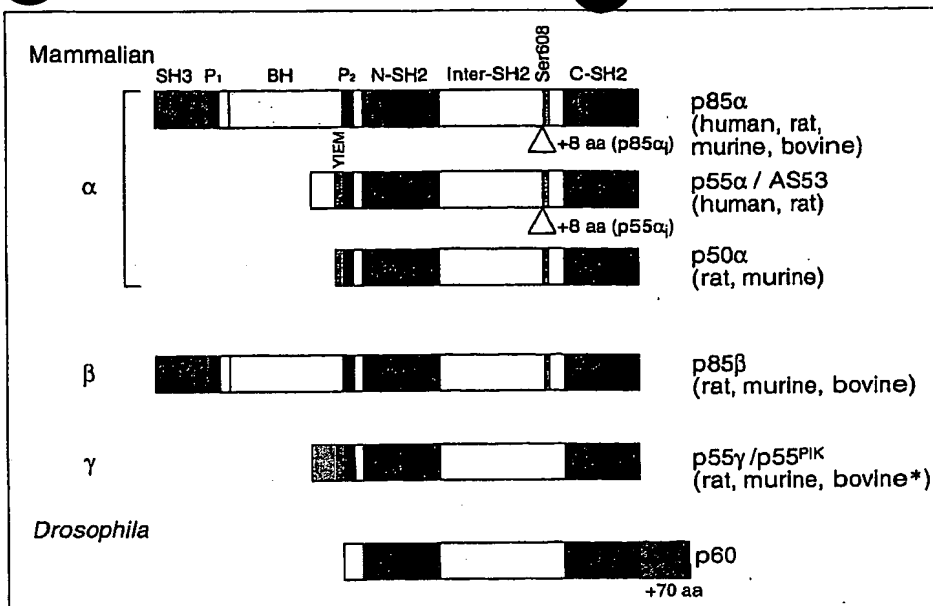 Mammalian
SH3 P1 BH P2 N-SH2 Inter-SH2 Ser608 C-SH2
α
p85α
(human, rat,
murine, bovine)
+8 aa (p85αi)
YIEM
p55α / AS53
(human, rat)
+8 aa (p55αi)
p50α
(rat, murine)
β
p85β
(rat, murine, bovine)
γ
p55γ/p55PIK
(rat, murine, bovine*)
Drosophila
p60
+70 aa